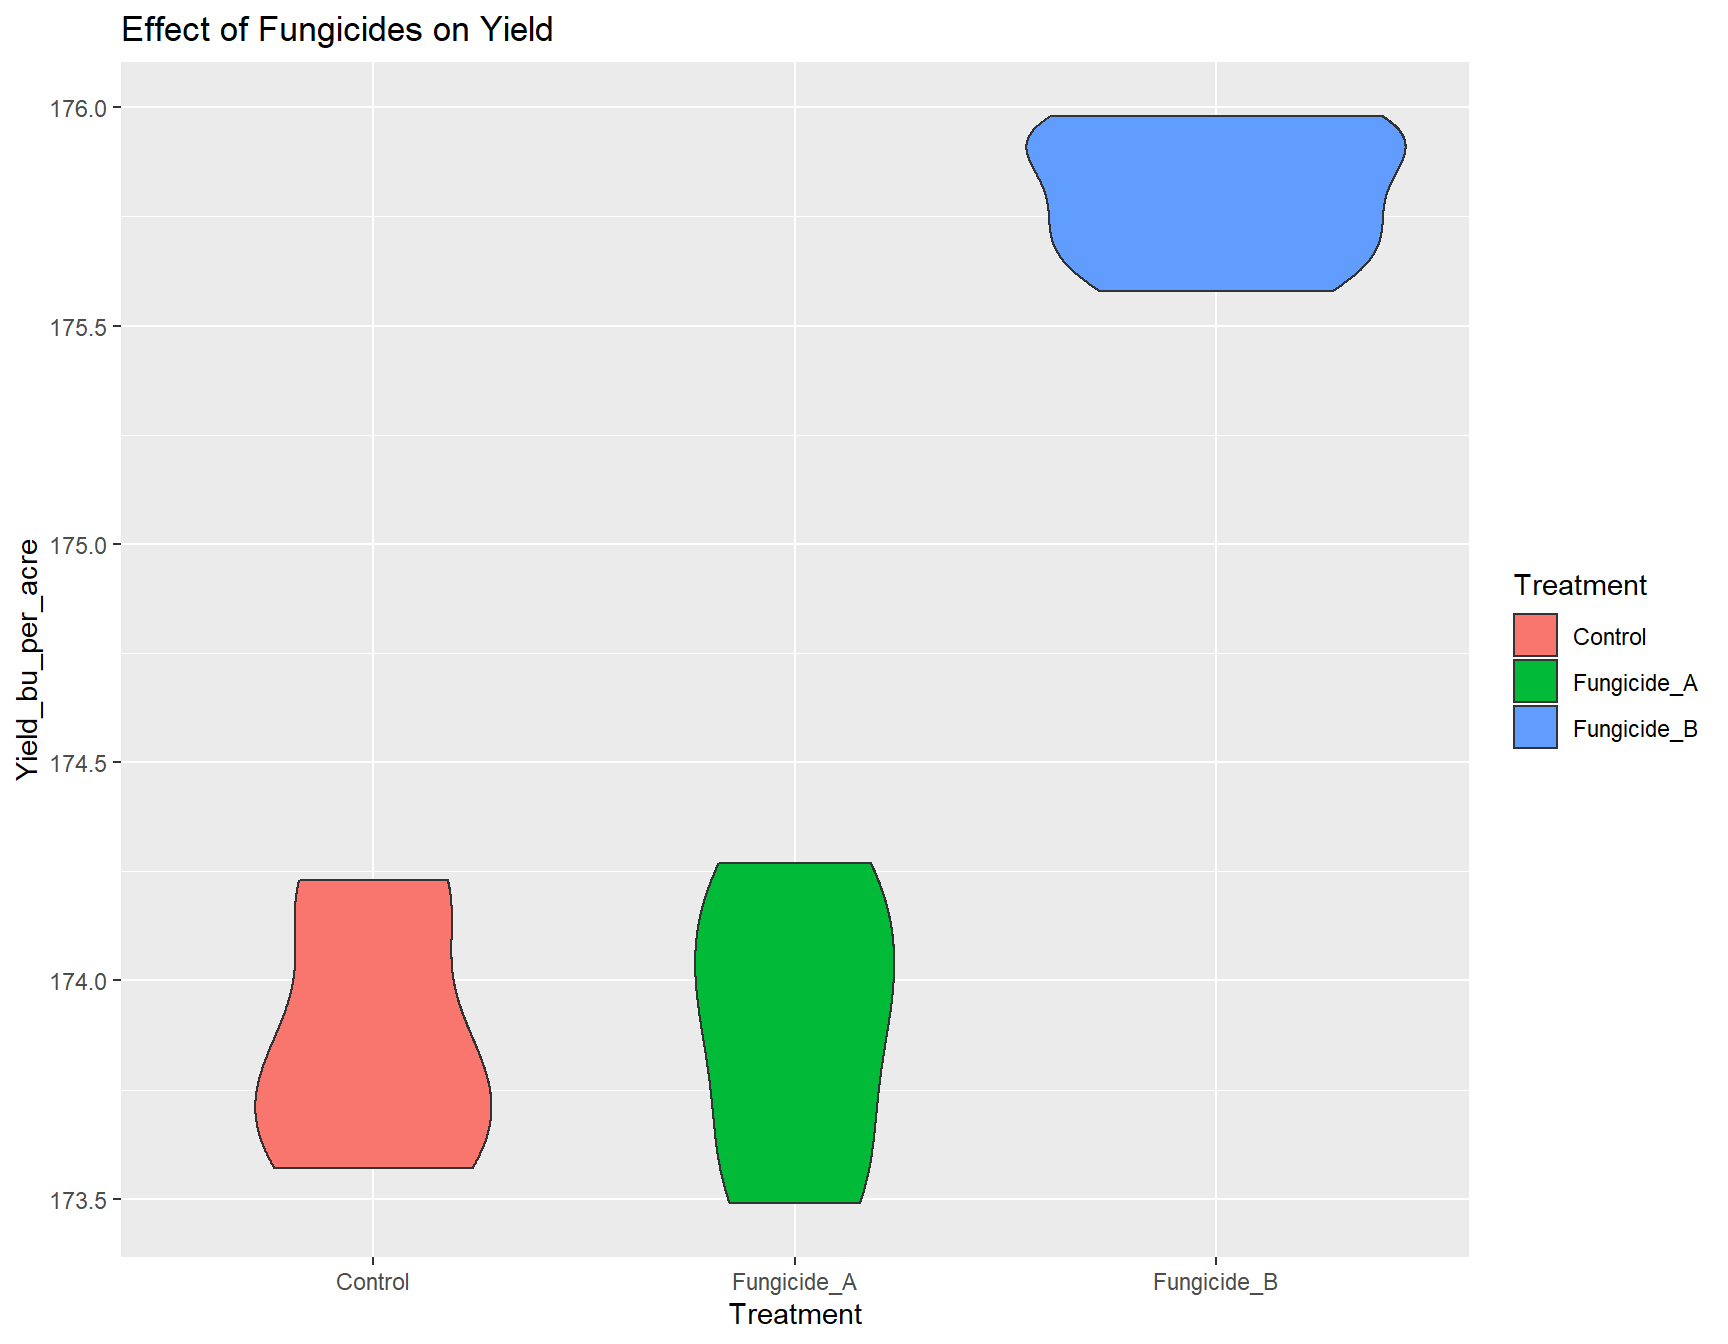 Effect of Fungicides on Yield
176.0
175.5
175.0
174.5
174.0
173.5
Yield_bu_per_acre
Control
Fungicide_A
Fungicide_B
Treatment
Treatment
Control
Fungicide_A
Fungicide_B